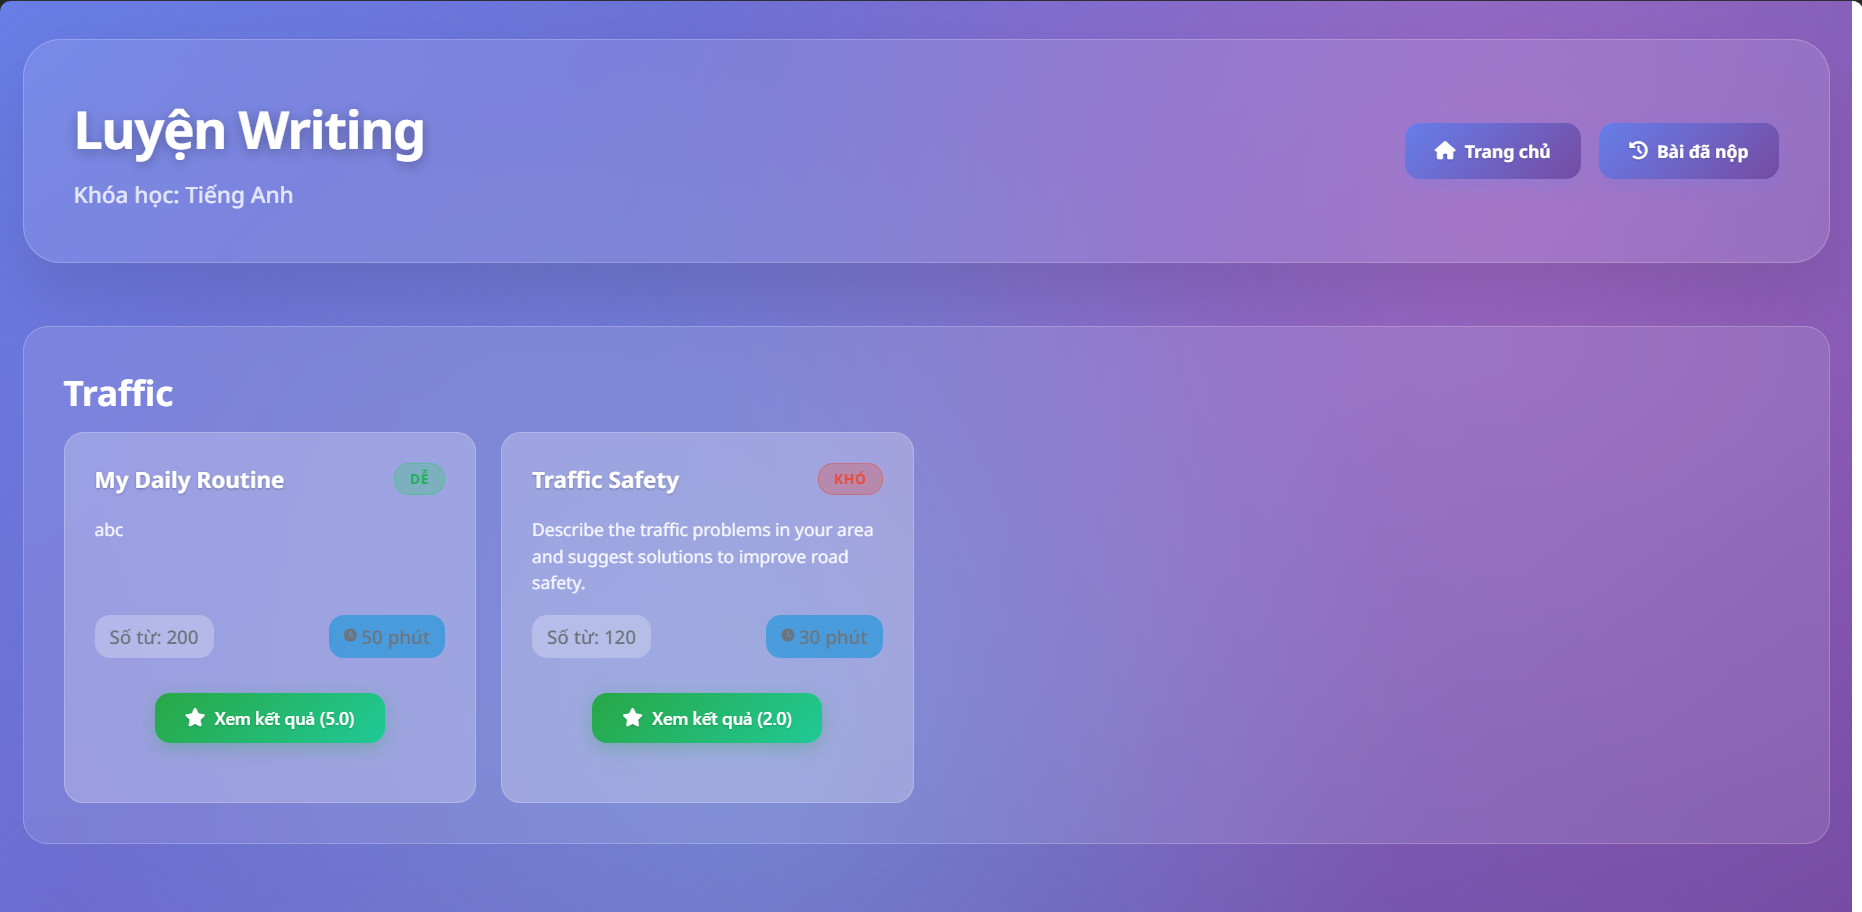 Luyện Writing
Khóa học: Tiếng Anh
Trang chủ
Bài đã nộp
Traffic
My Daily Routine
DỄ
abc
Số từ: 200
50 phút
Xem kết quả (5.0)
Traffic Safety
KHÓ
Describe the traffic problems in your area
and suggest solutions to improve road
safety.
Số từ: 120
30 phút
Xem kết quả (2.0)